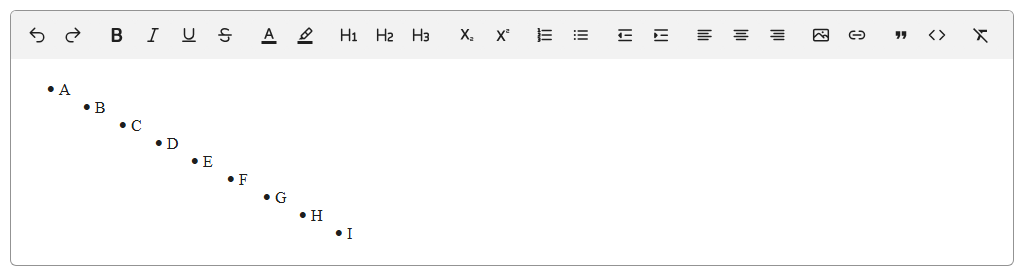 B I U S A H1 H2 H3 X₂ X² ” <>
• A
• B
• C
• D
• E
• F
• G
• H
• I